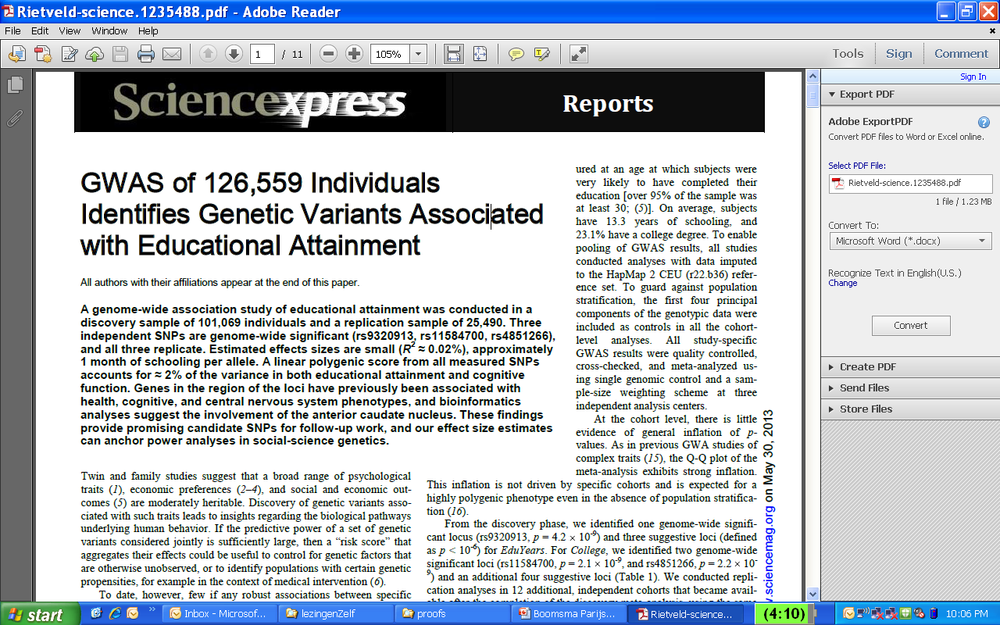 Rietveld-science.1235488.pdf - Adobe Reader
File Edit View Window Help
1 / 11 105% Tools Sign Comment
Sciencexpress
Reports
GWAS of 126,559 Individuals
Identifies Genetic Variants Associated
with Educational Attainment
All authors with their affiliations appear at the end of this paper.
A genome-wide association study of educational attainment was conducted in a
discovery sample of 101,069 individuals and a replication sample of 25,490. Three
independent SNPs are genome-wide significant (rs9320913, rs11584700, rs4851266),
and all three replicate. Estimated effects sizes are small (R² ≈ 0.02%), approximately
1 month of schooling per allele. A linear polygenic score from all measured SNPs
accounts for ≈ 2% of the variance in both educational attainment and cognitive
function. Genes in the region of the loci have previously been associated with
health, cognitive, and central nervous system phenotypes, and bioinformatics
analyses suggest the involvement of the anterior caudate nucleus. These findings
provide promising candidate SNPs for follow-up work, and our effect size estimates
can anchor power analyses in social-science genetics.
Twin and family studies suggest that a broad range of psychological
traits (1), economic preferences (2–4), and social and economic out-
comes (5) are moderately heritable. Discovery of genetic variants asso-
ciated with such traits leads to insights regarding the biological pathways
underlying human behavior. If the predictive power of a set of genetic
variants considered jointly is sufficiently large, then a “risk score” that
aggregates their effects could be useful to control for genetic factors that
are otherwise unobserved, or to identify populations with certain genetic
propensities, for example in the context of medical intervention (6).
To date, however, few if any robust associations between specific
ured at an age at which subjects were
very likely to have completed their
education [over 95% of the sample was
at least 30; (5)]. On average, subjects
have 13.3 years of schooling, and
23.1% have a college degree. To enable
pooling of GWAS results, all studies
conducted analyses with data imputed
to the HapMap 2 CEU (r22.b36) refer-
ence set. To guard against population
stratification, the first four principal
components of the genotypic data were
included as controls in all the cohort-
level analyses. All study-specific
GWAS results were quality controlled,
cross-checked, and meta-analyzed us-
ing single genomic control and a sam-
ple-size weighting scheme at three
independent analysis centers.
At the cohort level, there is little
evidence of general inflation of p-
values. As in previous GWA studies of
complex traits (15), the Q-Q plot of the
meta-analysis exhibits strong inflation.
This inflation is not driven by specific cohorts and is expected for a
highly polygenic phenotype even in the absence of population stratifica-
tion (16).
From the discovery phase, we identified one genome-wide signifi-
cant locus (rs9320913, p = 4.2 × 10⁻⁹) and three suggestive loci (defined
as p < 10⁻⁶) for EduYears. For College, we identified two genome-wide
significant loci (rs11584700, p = 2.1 × 10⁻⁹, and rs4851266, p = 2.2 × 10⁻
⁹) and an additional four suggestive loci (Table 1). We conducted repli-
cation analyses in 12 additional, independent cohorts that became avail-
.sciencemag.org on May 30, 2013
Sign In
Export PDF
Adobe ExportPDF
Convert PDF files to Word or Excel online.
Select PDF File:
Rietveld-science.1235488.pdf
1 file / 1.23 MB
Convert To:
Microsoft Word (*.docx)
Recognize Text in English(U.S.)
Change
Convert
Create PDF
Send Files
Store Files
start
Inbox - Microsof...
lezingenZelf
proofs
Boomsma Parijs...
Rietveld-science...
(4:10)
10:06 PM